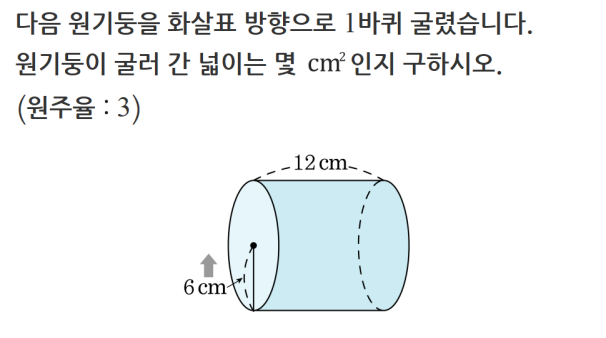 다음 원기둥을 화살표 방향으로 1바퀴 굴렸습니다.
원기둥이 굴러 간 넓이는 몇 cm²인지 구하시오.
(원주율 : 3)
12 cm
6 cm